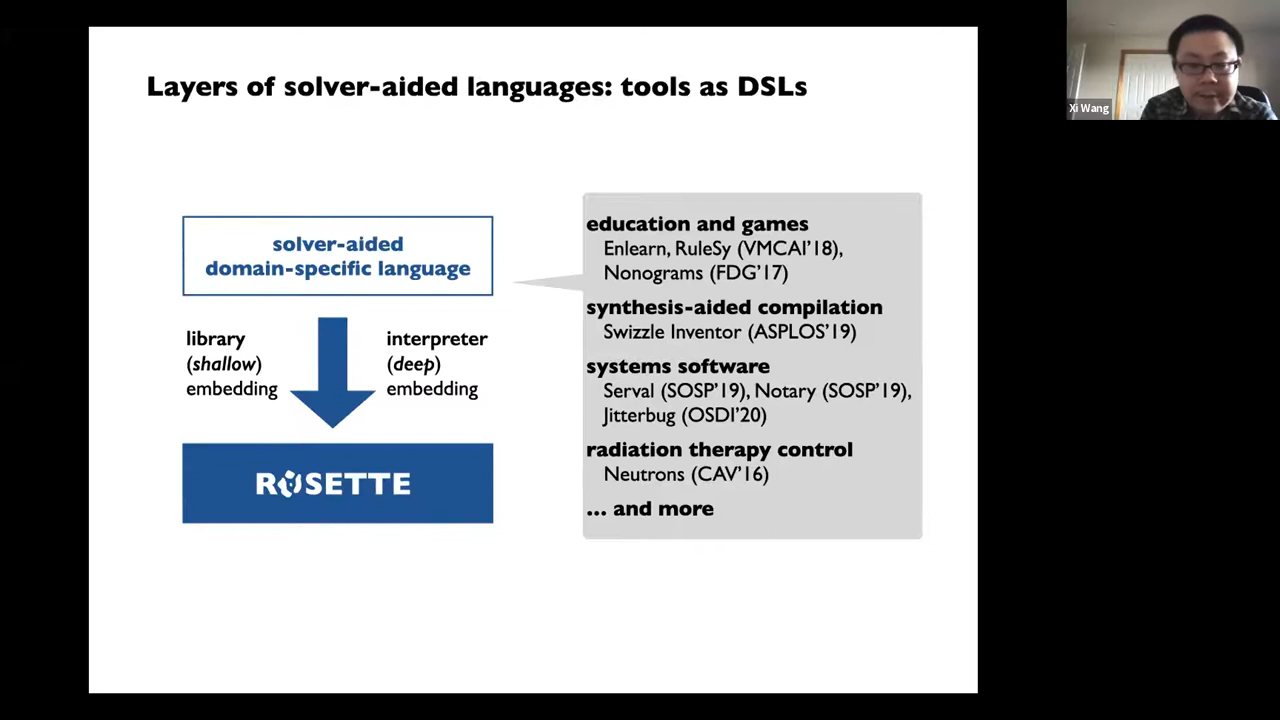 Layers of solver-aided languages: tools as DSLs
solver-aided
domain-specific language
library
(shallow)
embedding
interpreter
(deep)
embedding
ROSETTE
education and games
Enlearn, RuleSy (VMCAI’18),
Nonograms (FDG’17)
synthesis-aided compilation
Swizzle Inventor (ASPLOS’19)
systems software
Serval (SOSP’19), Notary (SOSP’19),
Jitterbug (OSDI’20)
radiation therapy control
Neutrons (CAV’16)
… and more
Xi Wang